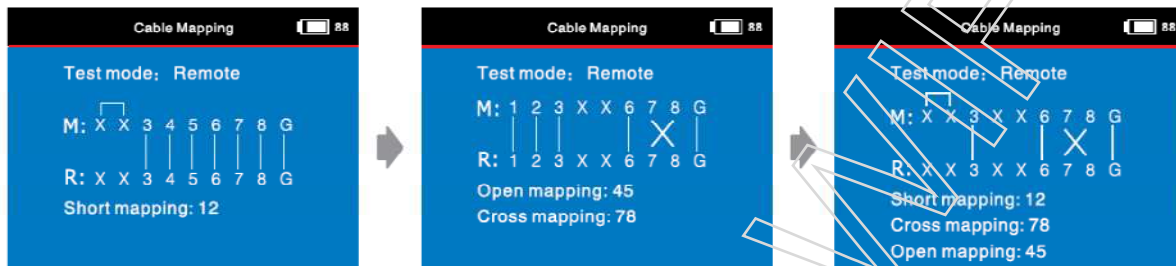 Cable Mapping 88
Test mode: Remote
M: X X 3 4 5 6 7 8 G
R: X X 3 4 5 6 7 8 G
Short mapping: 12
Cable Mapping 88
Test mode: Remote
M: 1 2 3 X X 6 7 8 G
R: 1 2 3 X X 6 7 8 G
Open mapping: 45
Cross mapping: 78
Cable Mapping 88
Test mode: Remote
M: X X 3 X X 6 7 8 G
R: X X 3 X X 6 7 8 G
Short mapping: 12
Cross mapping: 78
Open mapping: 45